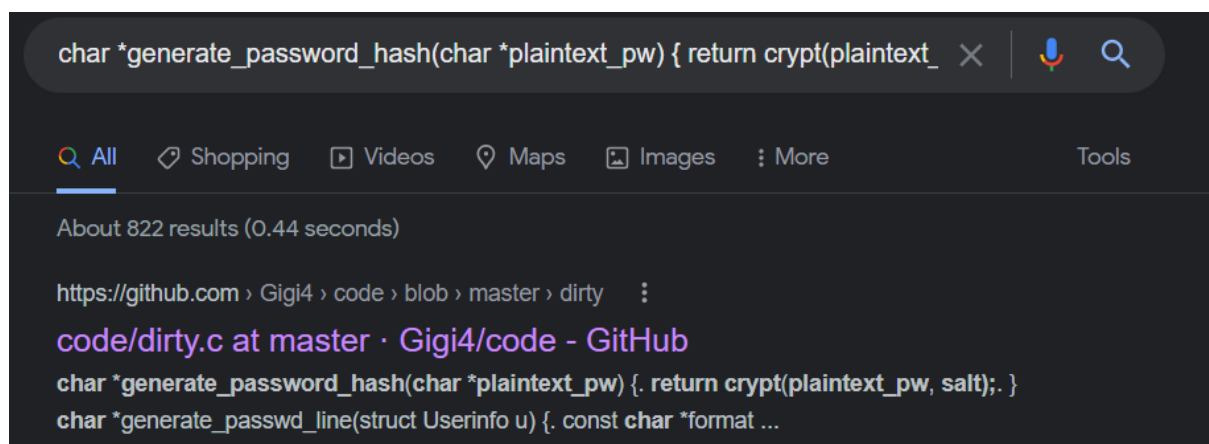 char *generate_password_hash(char *plaintext_pw) { return crypt(plaintext_
All Shopping Videos Maps Images More Tools
About 822 results (0.44 seconds)
https://github.com › Gigi4 › code › blob › master › dirty
code/dirty.c at master · Gigi4/code - GitHub
char *generate_password_hash(char *plaintext_pw) {. return crypt(plaintext_pw, salt);. }
char *generate_passwd_line(struct Userinfo u) {. const char *format ...